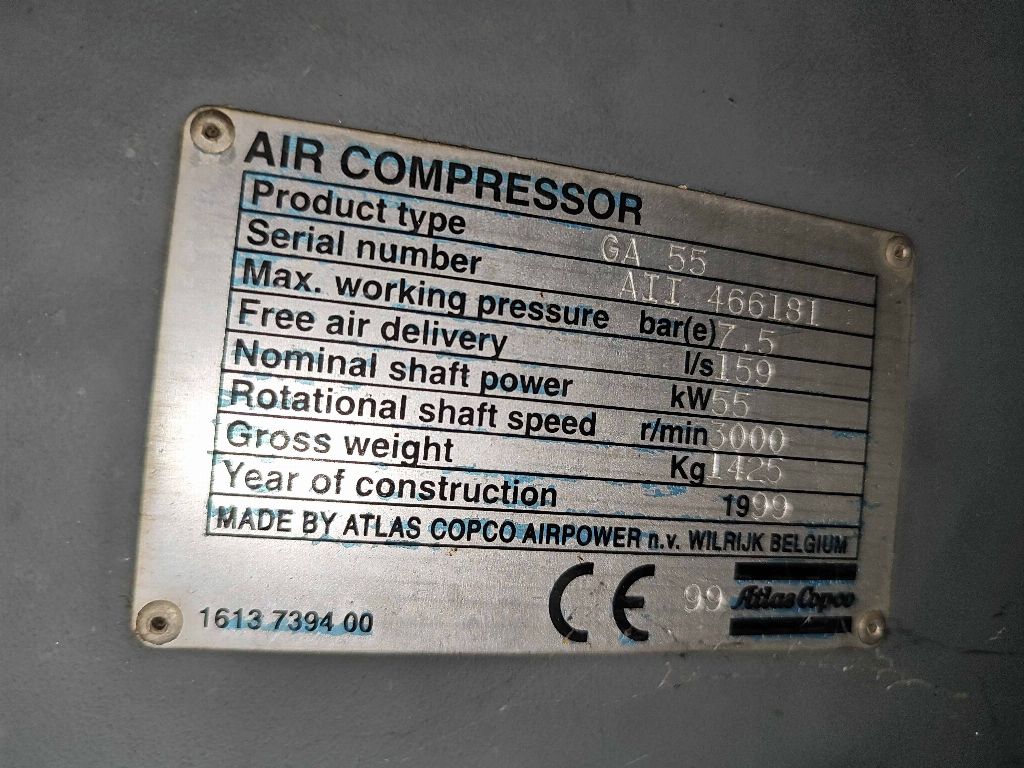 AIR COMPRESSOR
Product type GA 55
Serial number AII 466181
Max. working pressure bar(e) 7,5
Free air delivery l/s 159
Nominal shaft power kW 55
Rotational shaft speed r/min 3000
Gross weight Kg 1425
Year of construction 1999
MADE BY ATLAS COPCO AIRPOWER n.v. WILRIJK BELGIUM
CE 99 Atlas Copco
1613 7394 00